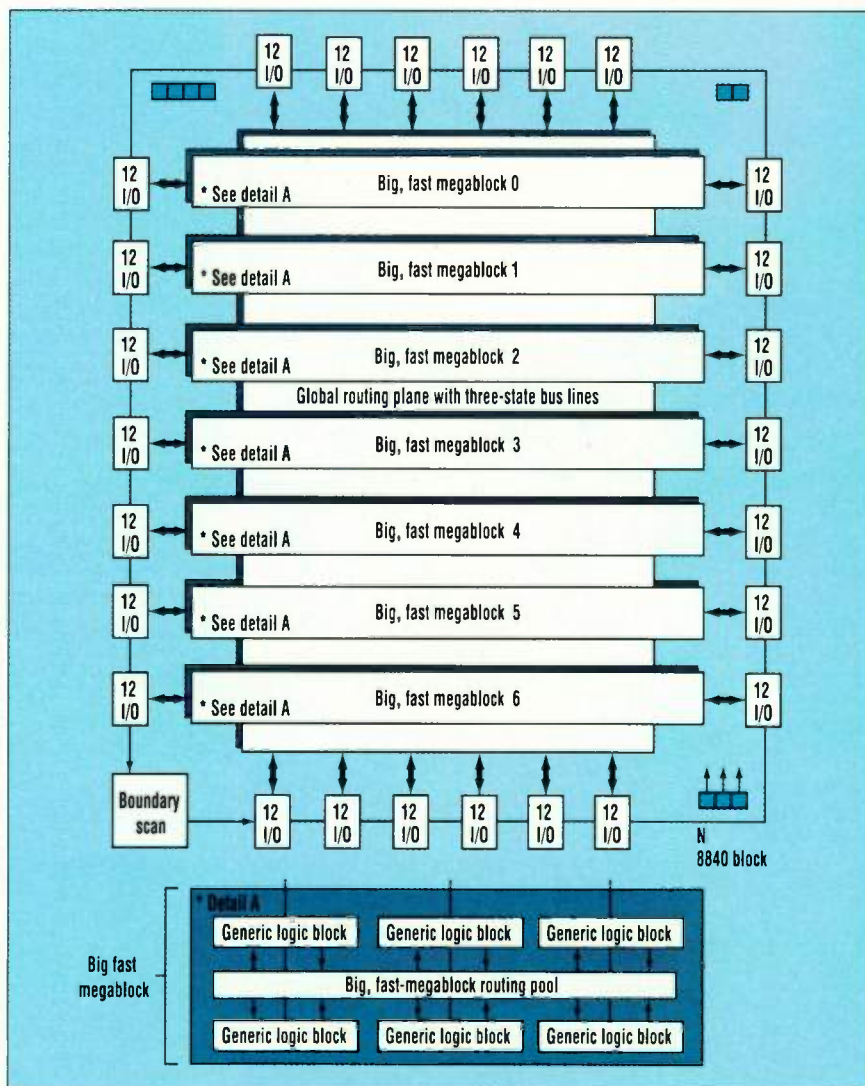 12 12 12 12 12 12
I/O I/O I/O I/O I/O I/O
12 Big, fast megablock 0 12
I/O * See detail A I/O
12 Big, fast megablock 1 12
I/O * See detail A I/O
12 Big, fast megablock 2 12
I/O * See detail A I/O
Global routing plane with three-state bus lines
12 Big, fast megablock 3 12
I/O * See detail A I/O
12 Big, fast megablock 4 12
I/O * See detail A I/O
12 Big, fast megablock 5 12
I/O * See detail A I/O
12 Big, fast megablock 6 12
I/O * See detail A I/O
Boundary
scan
12 12 12 12 12 12
I/O I/O I/O I/O I/O I/O
N
8840 block
* Detail A
Generic logic block Generic logic block Generic logic block
Big fast
megablock
Big, fast-megablock routing pool
Generic logic block Generic logic block Generic logic block